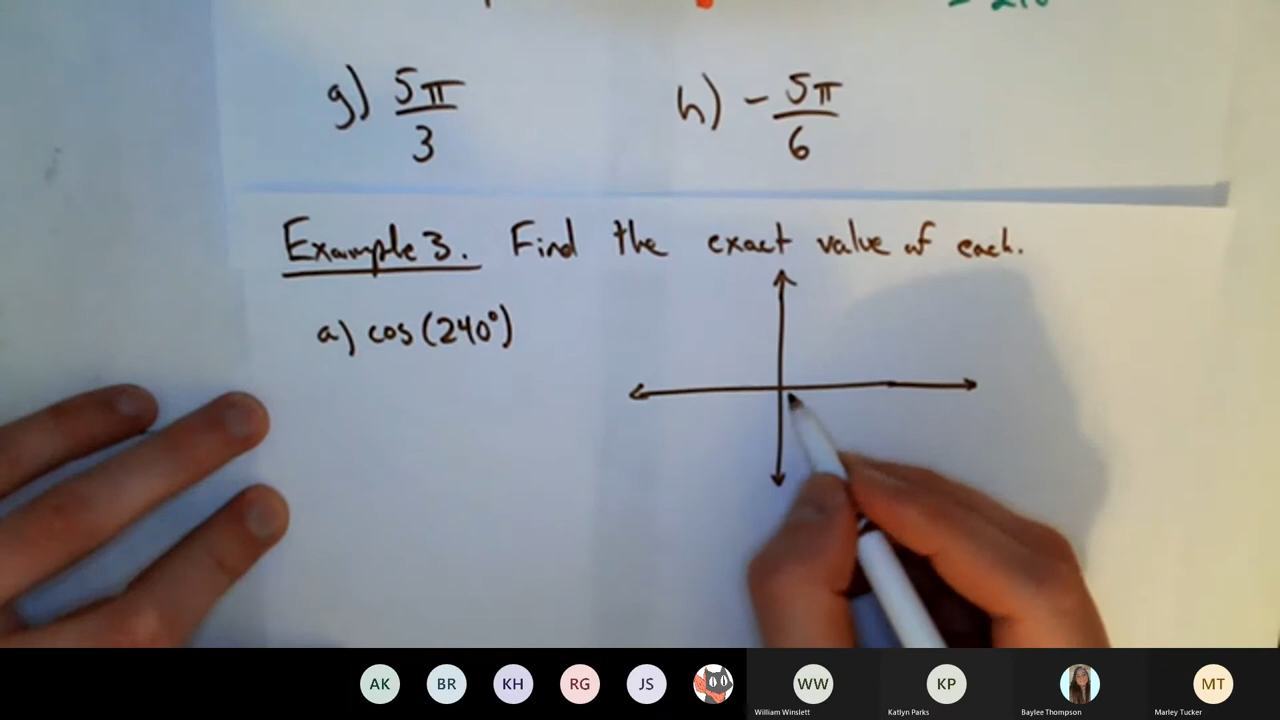 g) 5π/3 h) - 5π/6
Example 3. Find the exact value of each.
a) cos(240°)
AK BR KH RG JS WW KP MT
William Winslett Katlyn Parks Baylee Thompson Marley Tucker